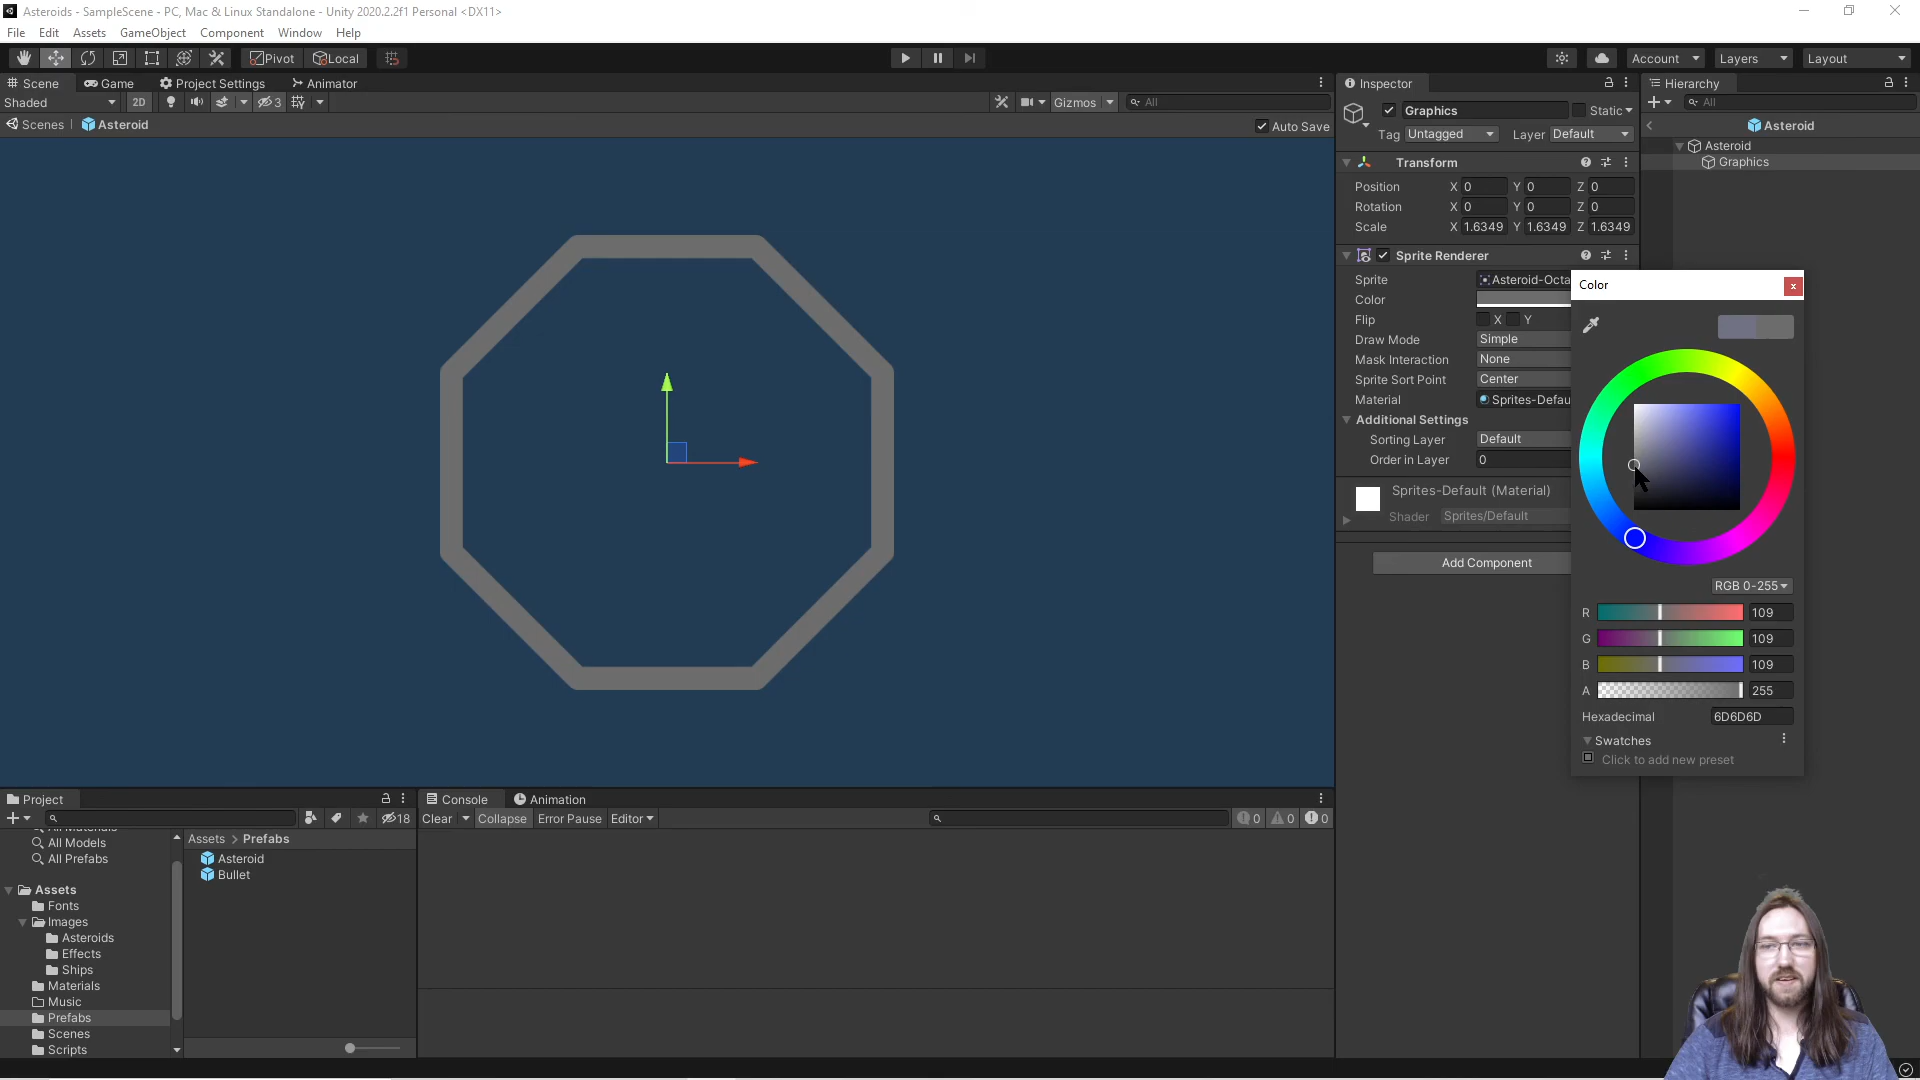 Asteroids - SampleScene - PC, Mac & Linux Standalone - Unity 2020.2.2f1 Personal <DX11>
File Edit Assets GameObject Component Window Help
Pivot Local Account Layers Layout
Scene Game Project Settings Animator
Shaded 2D 3 Gizmos All
Scenes Asteroid Auto Save
Inspector
Graphics Static
Tag Untagged Layer Default
Transform
Position X 0 Y 0 Z 0
Rotation X 0 Y 0 Z 0
Scale X 1.6349 Y 1.6349 Z 1.6349
Sprite Renderer
Sprite Asteroid-Octa
Color
Flip X Y
Draw Mode Simple
Mask Interaction None
Sprite Sort Point Center
Material Sprites-Defau
Additional Settings
Sorting Layer Default
Order in Layer 0
Sprites-Default (Material)
Shader Sprites/Default
Add Component
Hierarchy
All
Asteroid
Asteroid
Graphics
Color
x
RGB 0-255
R 109
G 109
B 109
A 255
Hexadecimal 6D6D6D
Swatches
Click to add new preset
Project
18
All Models
All Prefabs
Assets
Fonts
Images
Asteroids
Effects
Ships
Materials
Music
Prefabs
Scenes
Scripts
Assets > Prefabs
Asteroid
Bullet
Console Animation
Clear Collapse Error Pause Editor 0 0 0